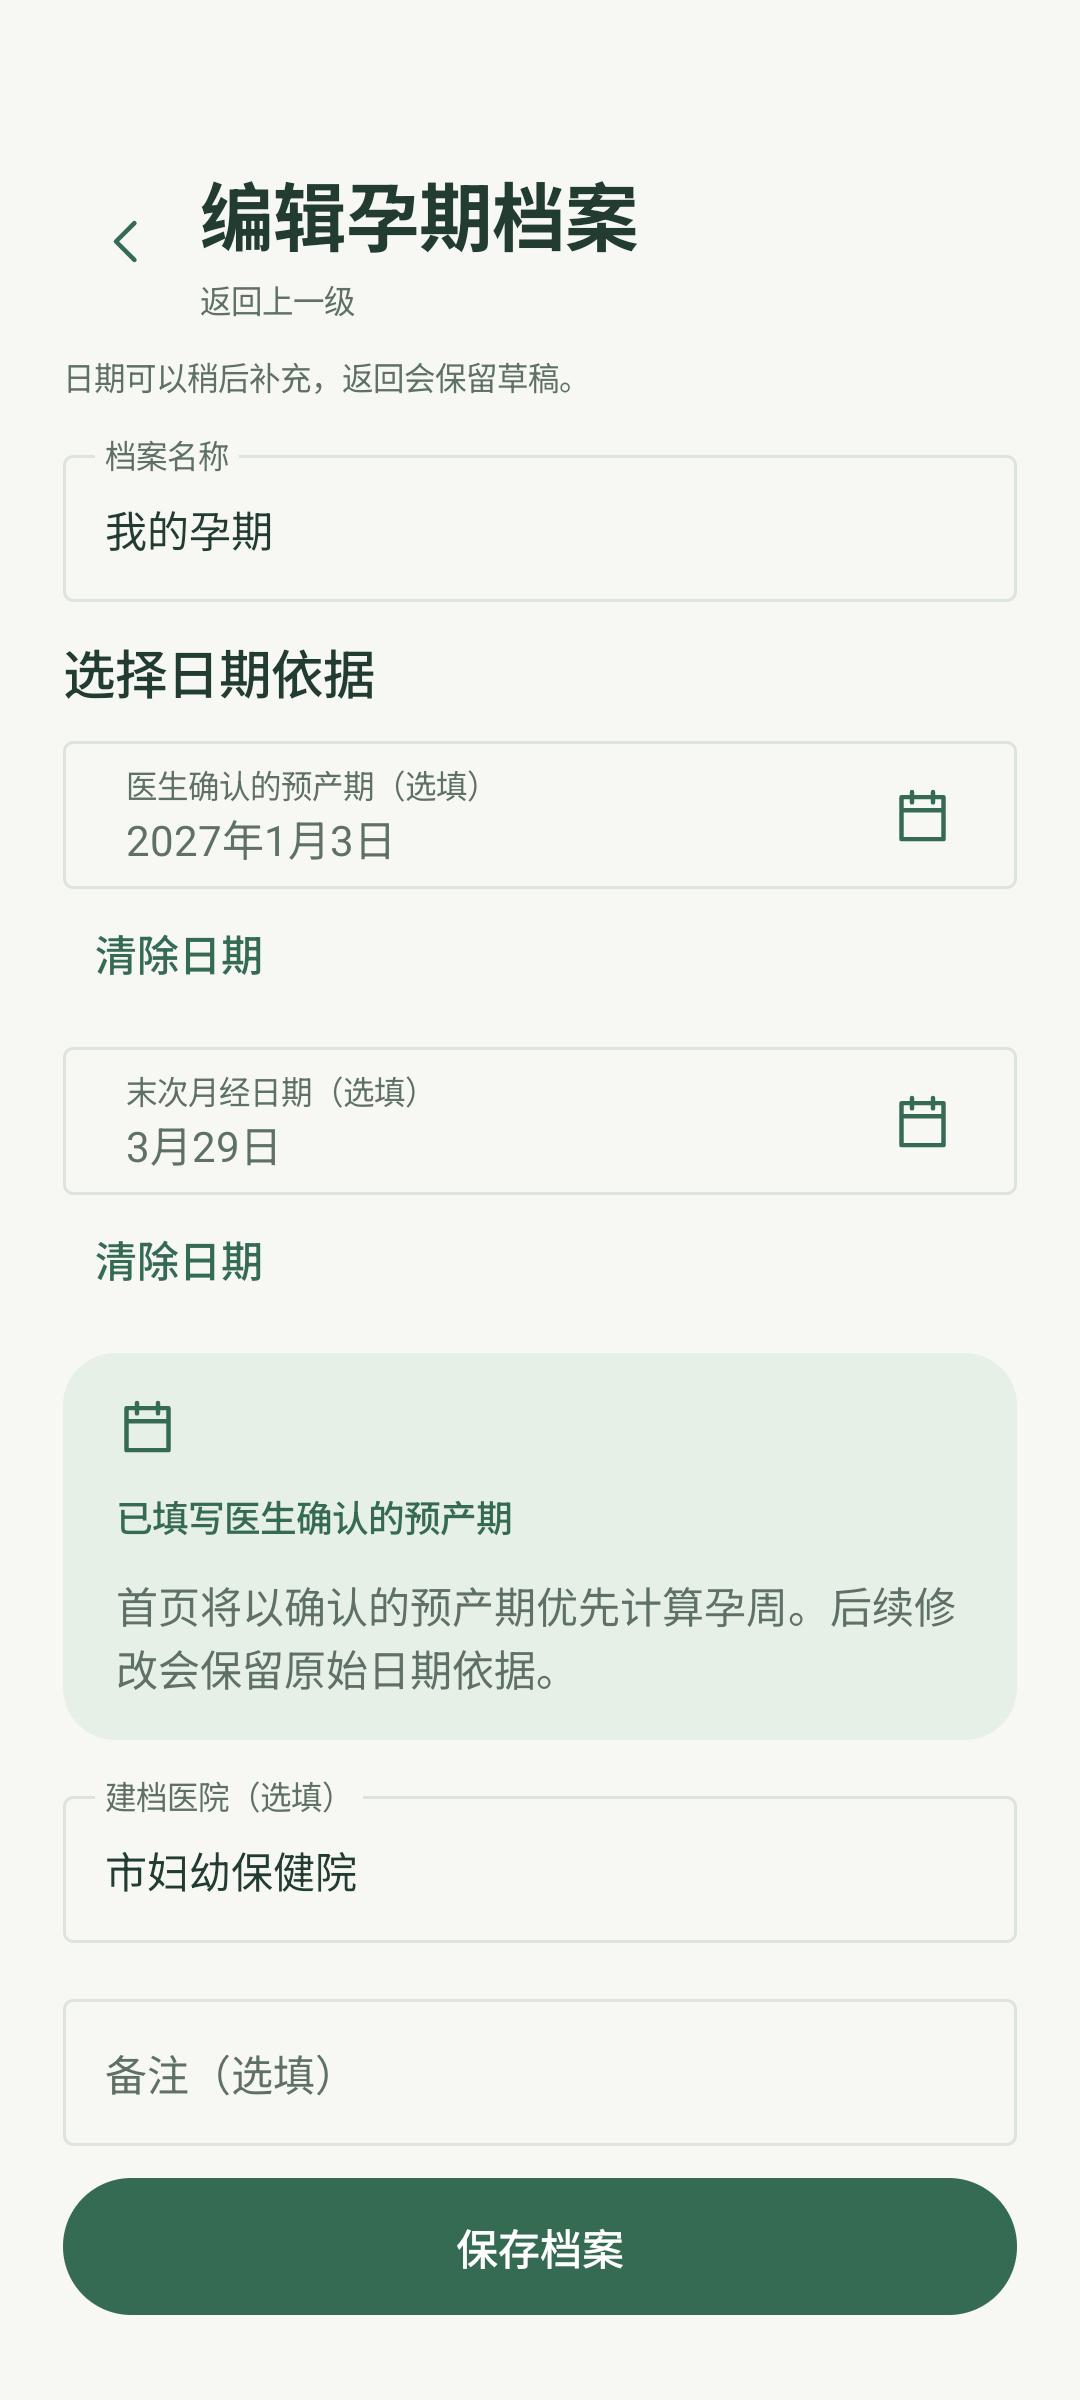 编辑孕期档案
返回上一级
日期可以稍后补充，返回会保留草稿。
档案名称
我的孕期
选择日期依据
医生确认的预产期（选填）
2027年1月3日
清除日期
末次月经日期（选填）
3月29日
清除日期
已填写医生确认的预产期
首页将以确认的预产期优先计算孕周。后续修
改会保留原始日期依据。
建档医院（选填）
市妇幼保健院
备注（选填）
保存档案